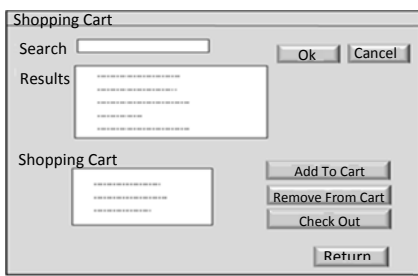 Shopping Cart
Search
Ok Cancel
Results
Shopping Cart
Add To Cart
Remove From Cart
Check Out
Return